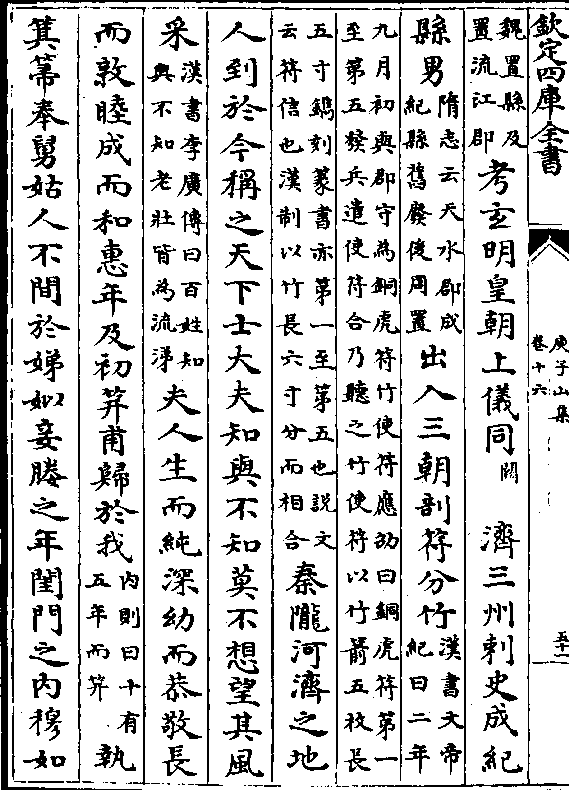 欽定四庫全書
庾子山集
卷十六
五十一
魏置縣及
置流江郡
考玄明皇朝上儀同闕 濟三州刺史成紀
縣男
隋志云天水郡成
紀縣舊廢後周置
出入三朝剖符分竹
漢書文帝
紀曰二年
九月初與郡守為銅虎符竹使符應劭曰銅虎符第一
至第五發兵遣使符合乃聽之竹使符以竹箭五枚長
五寸鐫刻篆書亦第一至第五也説文
云符信也漢制以竹長六寸分而相合
秦隴河濟之地
人到於今稱之天下士大夫知與不知莫不想望其風
采
漢書李廣傳曰百姓知
與不知老壯皆為流涕
夫人生而純深幼而恭敬長
而敦睦成而和惠年及初笄甫歸於我
內則曰十有
五年而笄
執
箕箒奉舅姑人不間於娣姒妾媵之年閨門之內穆如